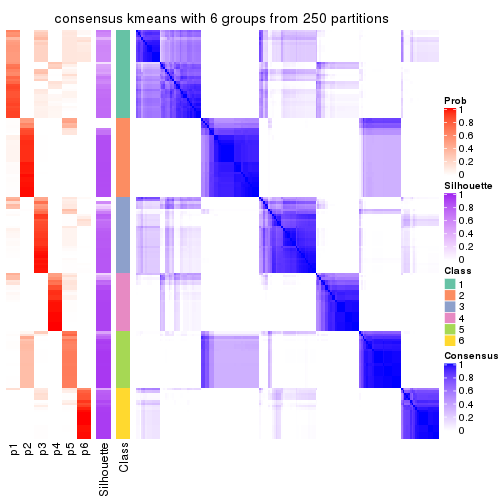 consensus kmeans with 6 groups from 250 partitions
Prob
1
0.8
0.6
0.4
0.2
0
Silhouette
1
0.8
0.6
0.4
0.2
0
Class
1
2
3
4
5
6
Consensus
1
0.8
0.6
0.4
0.2
0
p1
p2
p3
p4
p5
p6
Silhouette
Class